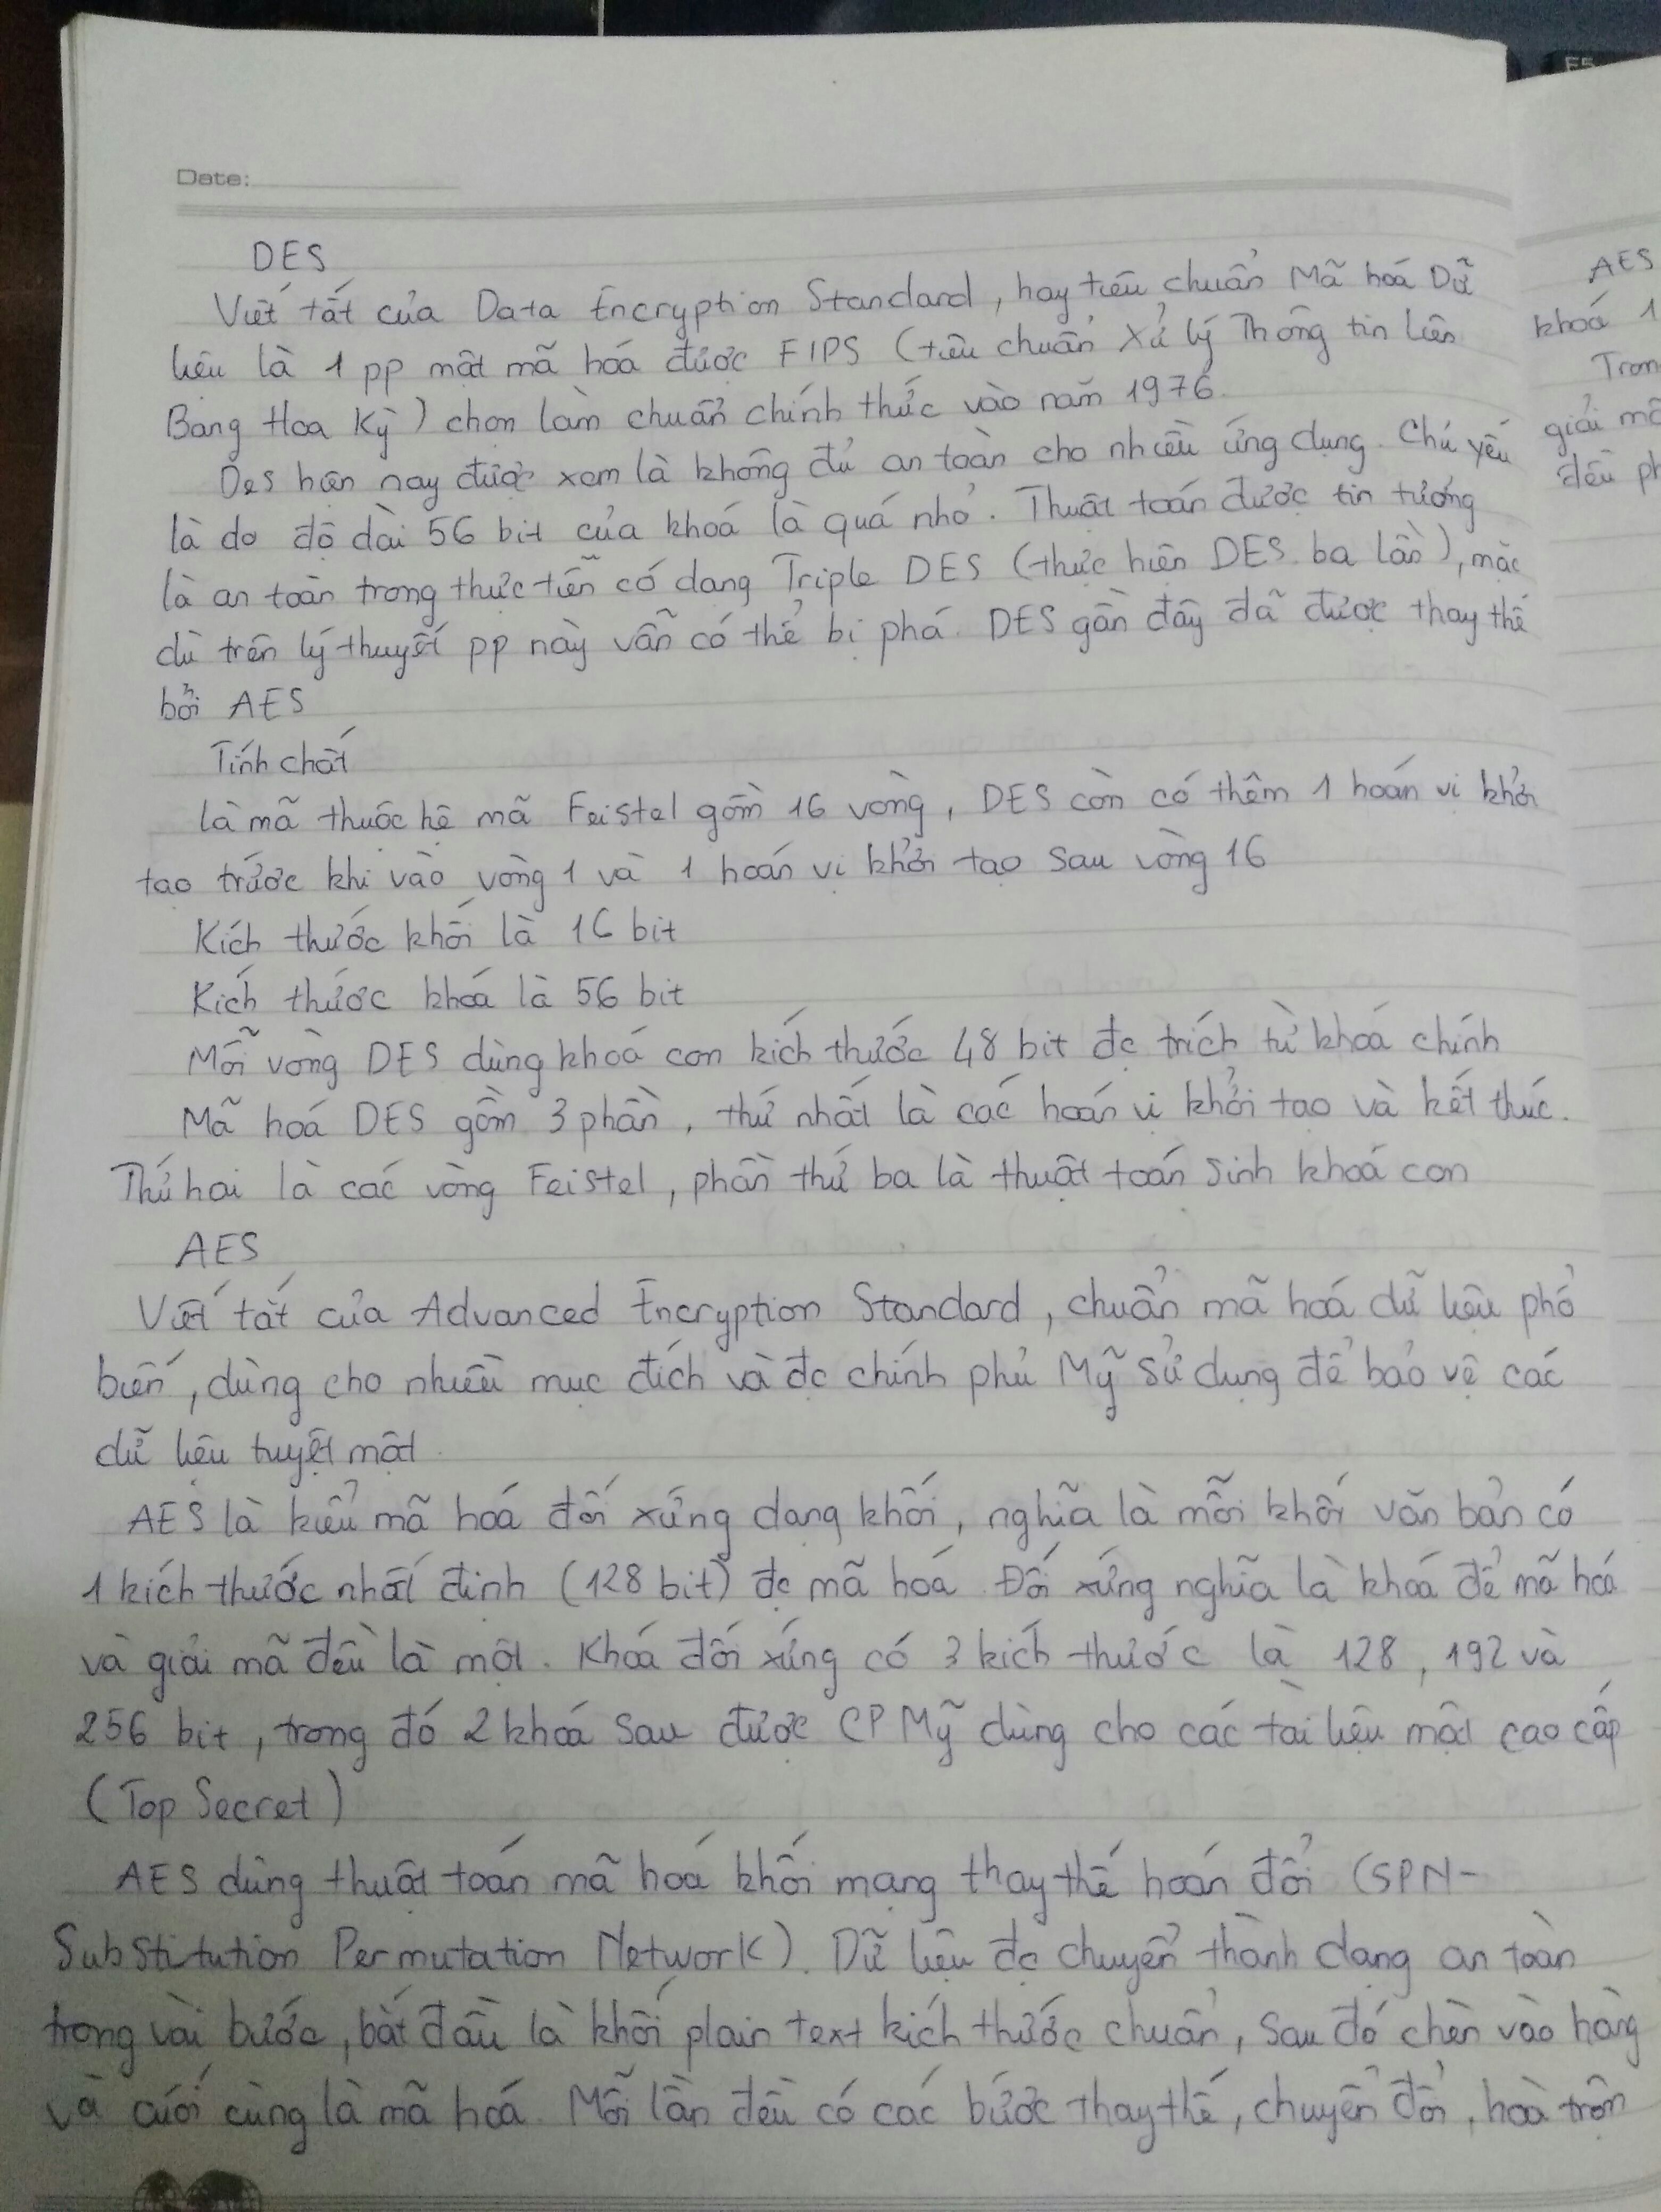 Date:
DES
Viết tắt của Data Encryption Standard, hay tiêu chuẩn Mã hoá Dữ
liệu là 1 pp mật mã hoá được FIPS (tiêu chuẩn Xử lý Thông tin Liên
Bang Hoa Kỳ) chọn làm chuẩn chính thức vào năm 1976.
Des hiện nay được xem là không đủ an toàn cho nhiều ứng dụng. Chủ yếu
là do độ dài 56 bit của khoá là quá nhỏ. Thuật toán được tin tưởng
là an toàn trong thực tiễn có dạng Triple DES (thực hiện DES ba lần), mặc
dù trên lý thuyết pp này vẫn có thể bị phá. DES gần đây đã được thay thế
bởi AES
Tính chất
Là mã thuộc hệ mã Feistel gồm 16 vòng, DES còn có thêm 1 hoán vị khởi
tạo trước khi vào vòng 1 và 1 hoán vị khởi tạo sau vòng 16
Kích thước khối là 16 bit
Kích thước khoá là 56 bit
Mỗi vòng DES dùng khoá con kích thước 48 bit đc trích từ khoá chính
Mã hoá DES gồm 3 phần, thứ nhất là các hoán vị khởi tạo và kết thúc.
Thứ hai là các vòng Feistel, phần thứ ba là thuật toán sinh khoá con
AES
Viết tắt của Advanced Encryption Standard, chuẩn mã hoá dữ liệu phổ
biến, dùng cho nhiều mục đích và đc chính phủ Mỹ sử dụng để bảo vệ các
dữ liệu tuyệt mật.
AES là kiểu mã hoá đối xứng dạng khối, nghĩa là mỗi khối văn bản có
1 kích thước nhất định (128 bit) đc mã hoá. Đối xứng nghĩa là khoá để mã hoá
và giải mã đều là một. Khoá đối xứng có 3 kích thước là 128, 192 và
256 bit, trong đó 2 khoá sau được CP Mỹ dùng cho các tài liệu mật cao cấp
(Top Secret)
AES dùng thuật toán mã hoá khối mạng thay thế hoán đổi (SPN-
Substitution Permutation Network). Dữ liệu đc chuyển thành dạng an toàn
trong vài bước, bắt đầu là khối plain text kích thước chuẩn, sau đó chèn vào hàng
và cuối cùng là mã hoá. Mỗi lần đều có các bước thay thế, chuyển đổi, hoà trộn
AES
khoá 1
Tron
giải mã
đều ph
F5